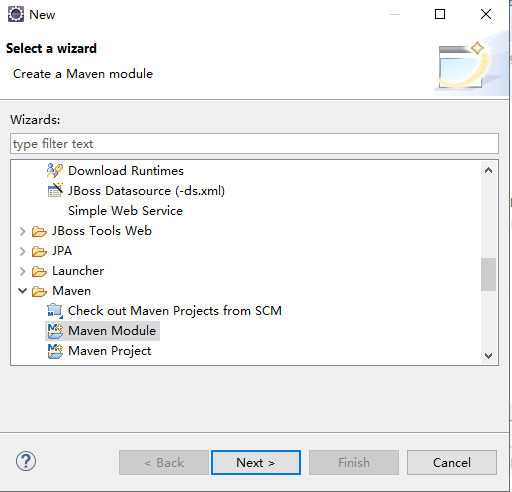 New
Select a wizard
Create a Maven module
Wizards:
type filter text
Download Runtimes
JBoss Datasource (-ds.xml)
Simple Web Service
JBoss Tools Web
JPA
Launcher
Maven
Check out Maven Projects from SCM
Maven Module
Maven Project
< Back
Next >
Finish
Cancel